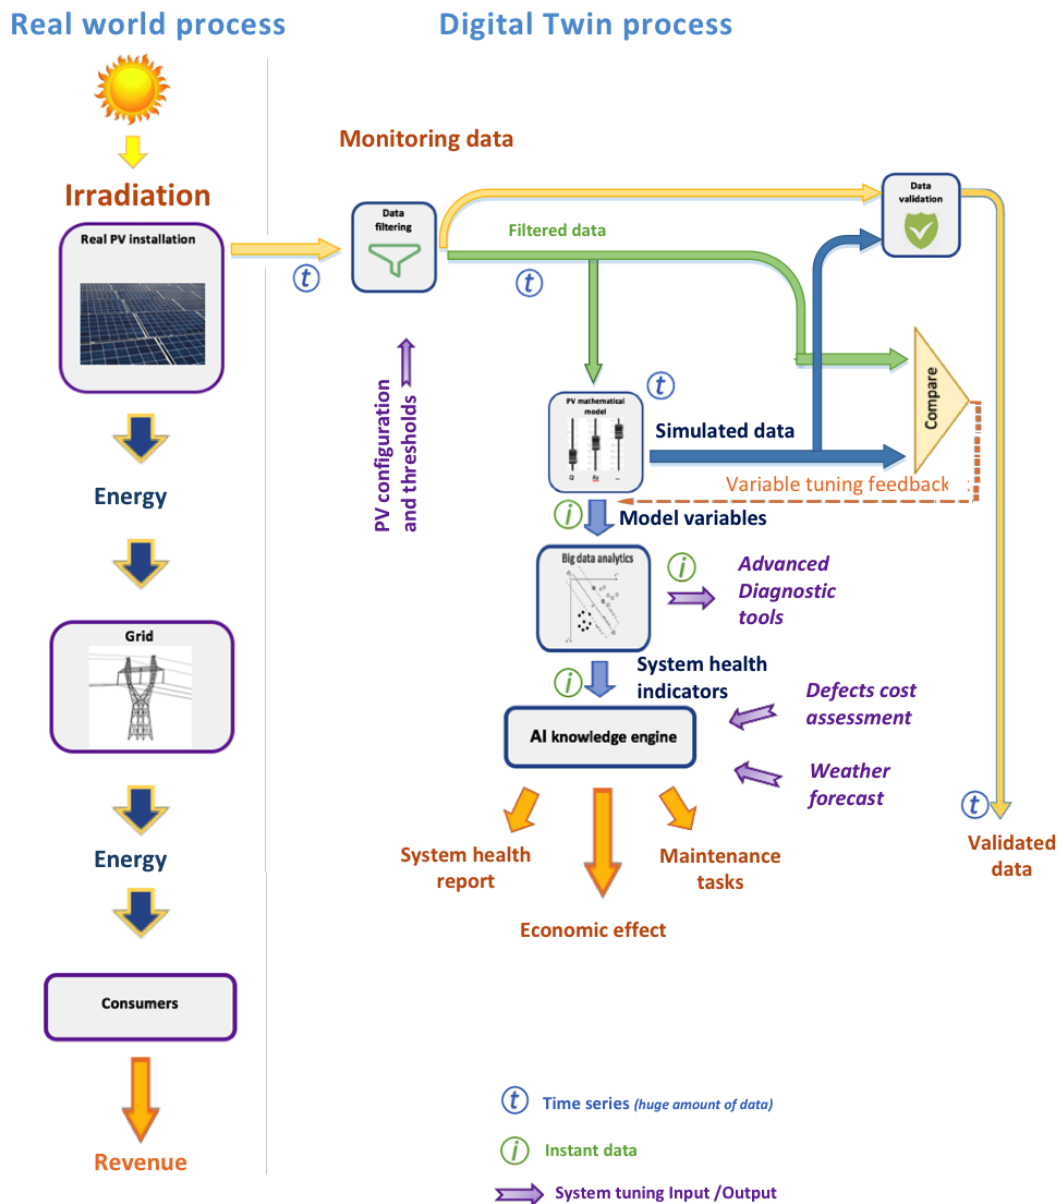 Real world process
Digital Twin process
Irradiation
Real PV installation
Energy
Grid
Energy
Consumers
Revenue
Monitoring data
Data
filtering
t
Filtered data
t
Data
validation
PV configuration
and thresholds
PV mathematical
model
Q
Rs
...
t
Simulated data
Compare
Variable tuning feedback
i
Model variables
Big data analytics
i
Advanced
Diagnostic
tools
i
System health
indicators
AI knowledge engine
Defects cost
assessment
Weather
forecast
System health
report
Economic effect
Maintenance
tasks
t
Validated
data
t
Time series (huge amount of data)
i
Instant data
System tuning Input /Output